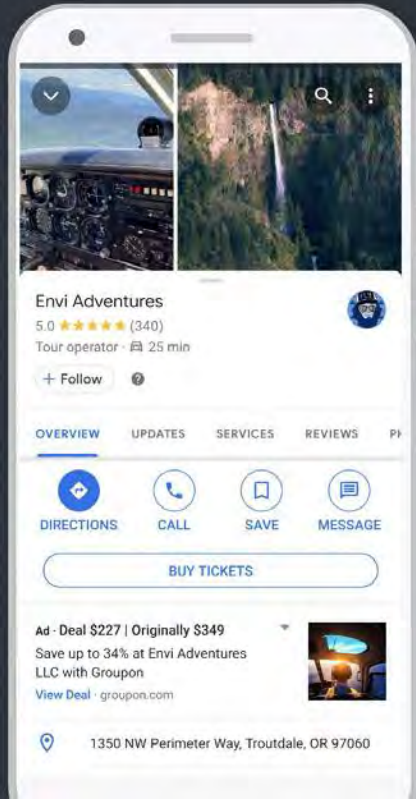 Envi Adventures
5.0 ★★★★★ (340)
Tour operator · 25 min
+ Follow
OVERVIEW UPDATES SERVICES REVIEWS PH
DIRECTIONS CALL SAVE MESSAGE
BUY TICKETS
Ad · Deal $227 | Originally $349
Save up to 34% at Envi Adventures
LLC with Groupon
View Deal · groupon.com
1350 NW Perimeter Way, Troutdale, OR 97060